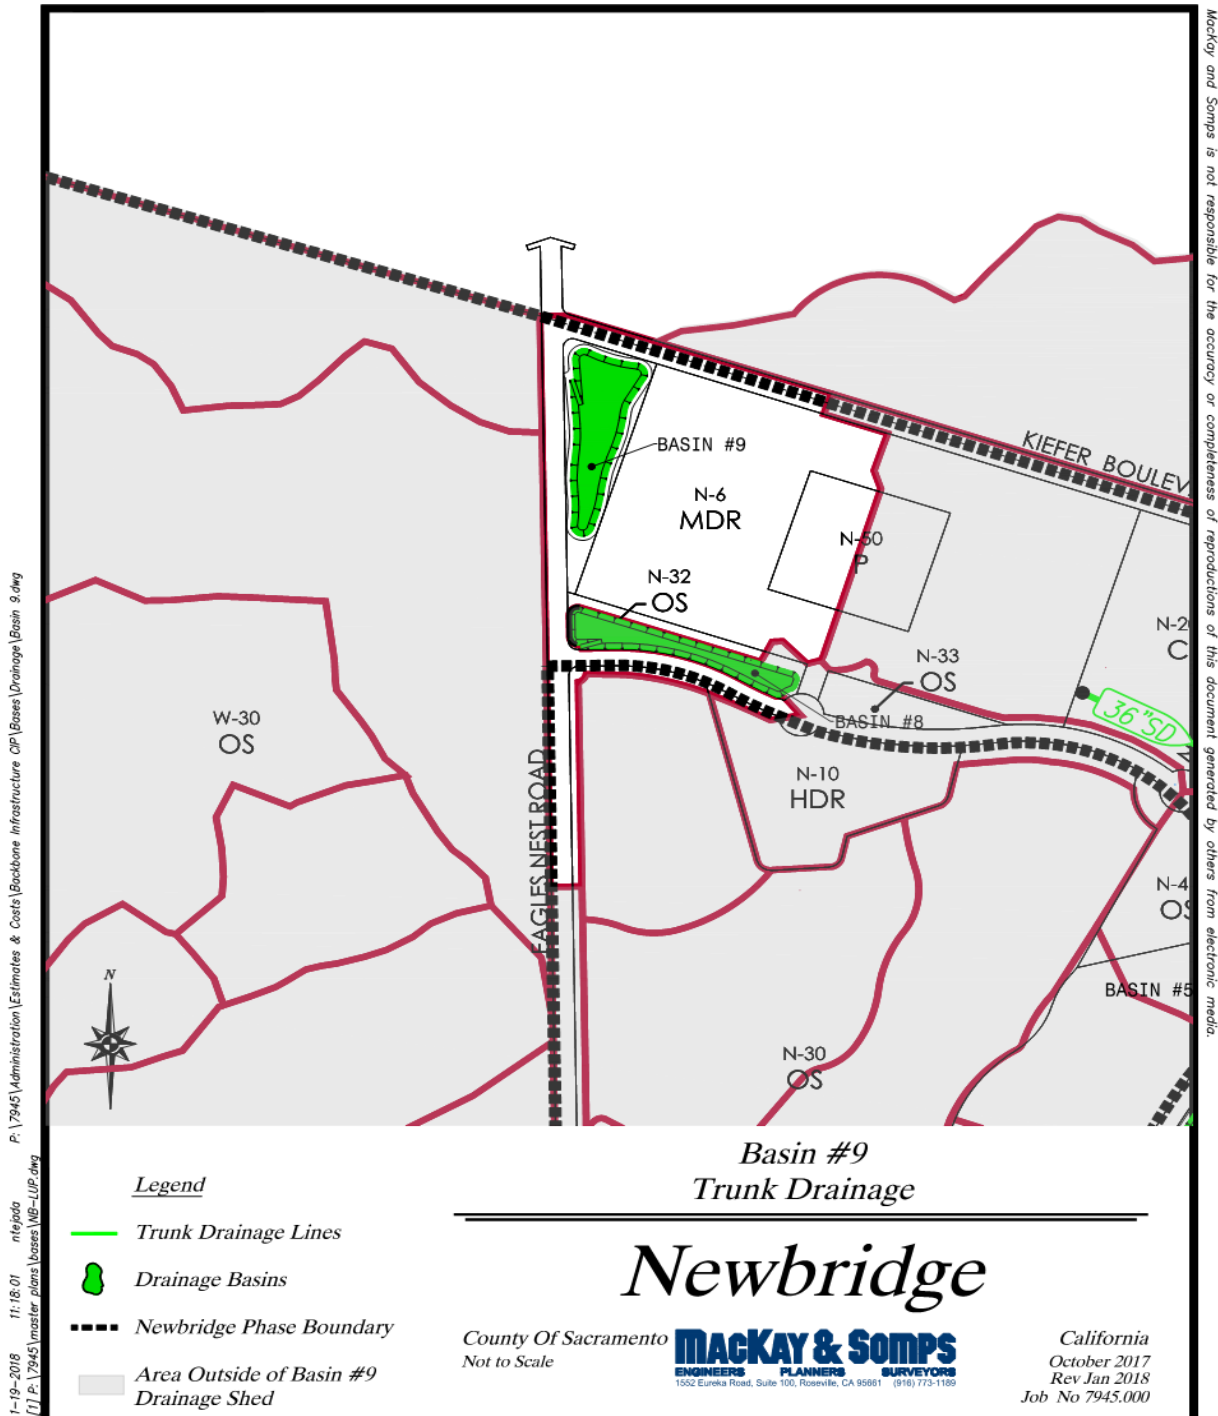 MacKay and Somps is not responsible for the accuracy or completeness of reproductions of this document generated by others from electronic media.
KIEFER BOULEV
BASIN #9
N-6
MDR
N-50
P
N-32
OS
N-20
C
N-33
OS
36"SD
BASIN #8
W-30
OS
N-10
HDR
EAGLES NEST ROAD
N-4
OS
BASIN #5
N
N-30
OS
P:\7945\Administration\Estimates & Costs\Backbone Infrastructure CIP\Bases\Drainage\Basin 9.dwg
1-19-2018 11:18:01 ntejada
[1] P:\7945\master plans\bases\NB-LUP.dwg
Legend
Trunk Drainage Lines
Drainage Basins
Newbridge Phase Boundary
Area Outside of Basin #9
Drainage Shed
Basin #9
Trunk Drainage
Newbridge
County Of Sacramento
Not to Scale
MACKAY & SOMPS
ENGINEERS PLANNERS SURVEYORS
1552 Eureka Road, Suite 100, Roseville, CA 95661 (916) 773-1189
California
October 2017
Rev Jan 2018
Job No 7945.000